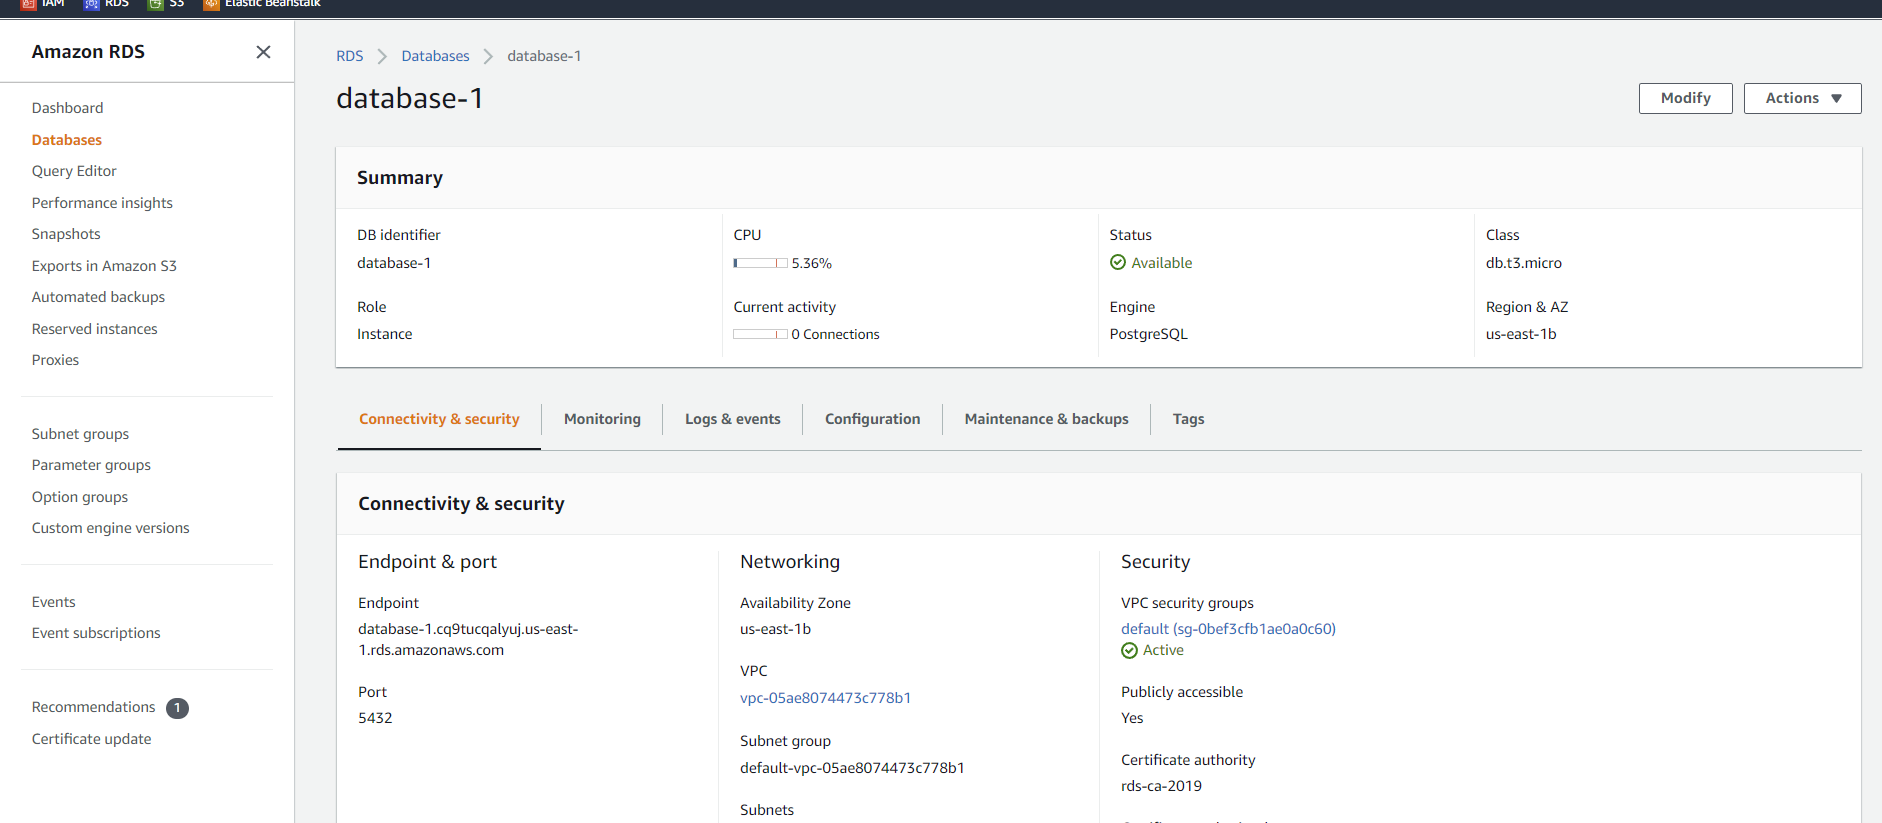 IAM RDS S3 Elastic Beanstalk
Amazon RDS
Dashboard
Databases
Query Editor
Performance insights
Snapshots
Exports in Amazon S3
Automated backups
Reserved instances
Proxies
Subnet groups
Parameter groups
Option groups
Custom engine versions
Events
Event subscriptions
Recommendations 1
Certificate update
RDS Databases database-1
database-1
Modify Actions
Summary
DB identifier
database-1
CPU
5.36%
Status
Available
Class
db.t3.micro
Role
Instance
Current activity
0 Connections
Engine
PostgreSQL
Region & AZ
us-east-1b
Connectivity & security Monitoring Logs & events Configuration Maintenance & backups Tags
Connectivity & security
Endpoint & port
Endpoint
database-1.cq9tucqalyuj.us-east-
1.rds.amazonaws.com
Port
5432
Networking
Availability Zone
us-east-1b
VPC
vpc-05ae8074473c778b1
Subnet group
default-vpc-05ae8074473c778b1
Subnets
Security
VPC security groups
default (sg-0bef3cfb1ae0a0c60)
Active
Publicly accessible
Yes
Certificate authority
rds-ca-2019